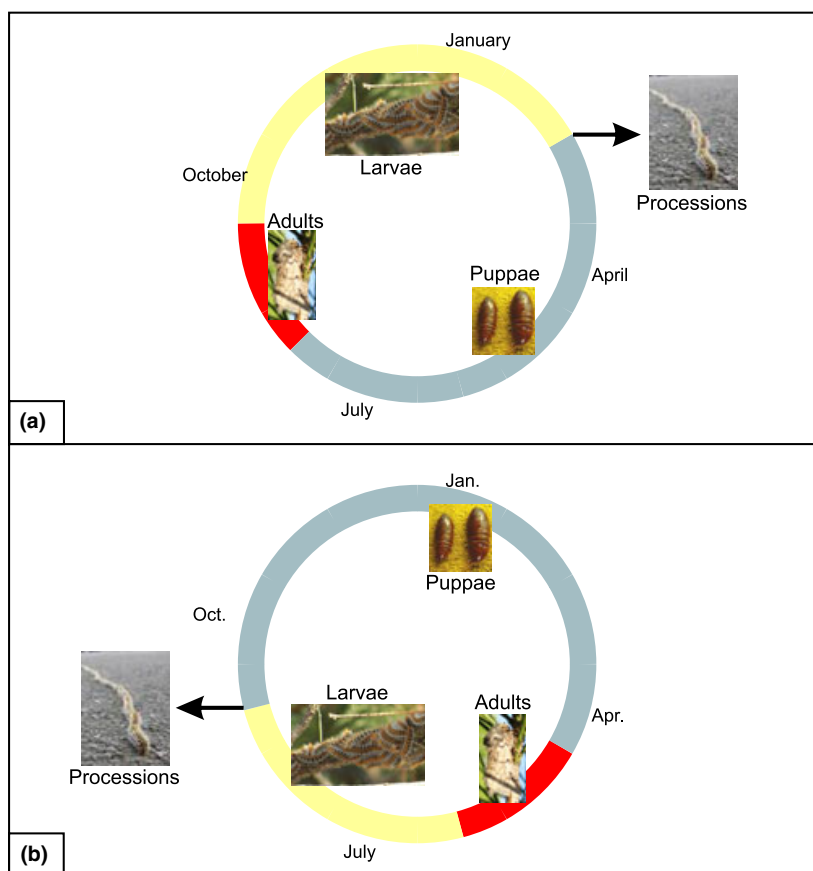 January
Larvae
Processions
October
Adults
Puppae
April
July
(a)
Jan.
Puppae
Oct.
Larvae
Adults
Apr.
Processions
July
(b)